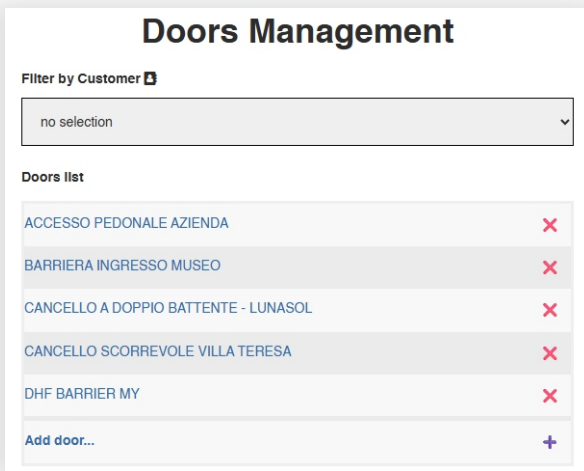 Doors Management
Filter by Customer
no selection
Doors list
ACCESSO PEDONALE AZIENDA
BARRIERA INGRESSO MUSEO
CANCELLO A DOPPIO BATTENTE - LUNASOL
CANCELLO SCORREVOLE VILLA TERESA
DHF BARRIER MY
Add door...